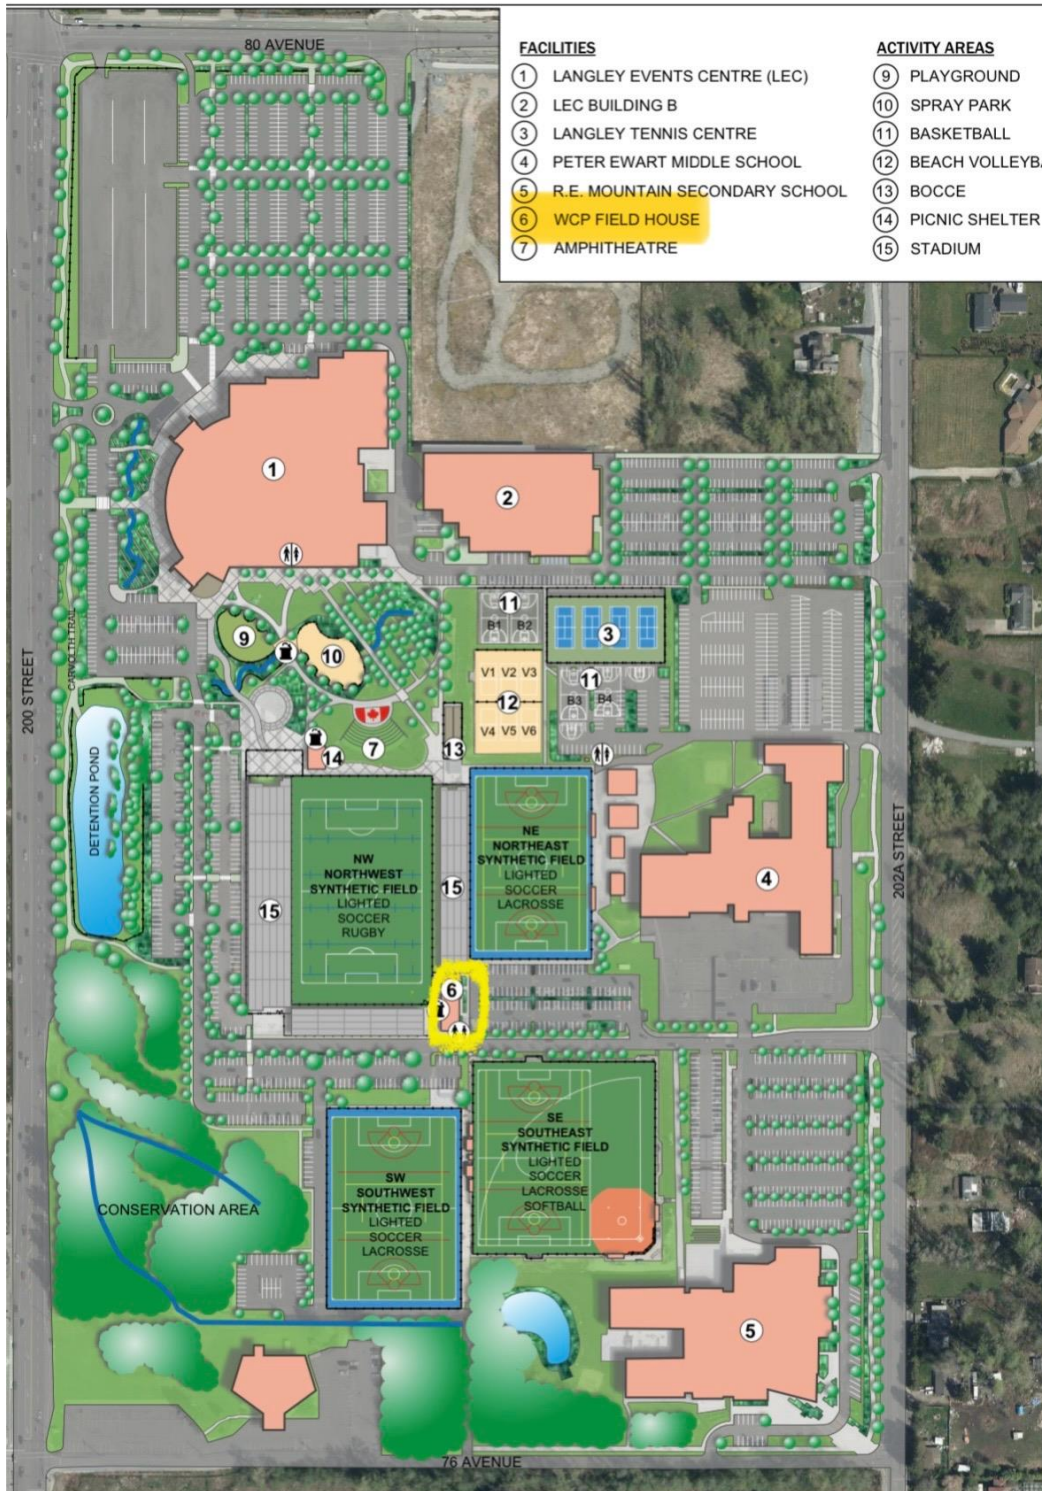 80 AVENUE
FACILITIES
1 LANGLEY EVENTS CENTRE (LEC)
2 LEC BUILDING B
3 LANGLEY TENNIS CENTRE
4 PETER EWART MIDDLE SCHOOL
5 R.E. MOUNTAIN SECONDARY SCHOOL
6 WCP FIELD HOUSE
7 AMPHITHEATRE
ACTIVITY AREAS
9 PLAYGROUND
10 SPRAY PARK
11 BASKETBALL
12 BEACH VOLLEYBA
13 BOCCE
14 PICNIC SHELTER
15 STADIUM
1
2
11
B1 B2
3
9
10
CARVOLTH TRAIL
200 STREET
V1 V2 V3
12
V4 V5 V6
11
B3 B4
7
13
14
DETENTION POND
NW
NORTHWEST
SYNTHETIC FIELD
LIGHTED
SOCCER
RUGBY
15
15
NE
NORTHEAST
SYNTHETIC FIELD
LIGHTED
SOCCER
LACROSSE
4
202A STREET
6
SW
SOUTHWEST
SYNTHETIC FIELD
LIGHTED
SOCCER
LACROSSE
SE
SOUTHEAST
SYNTHETIC FIELD
LIGHTED
SOCCER
LACROSSE
SOFTBALL
CONSERVATION AREA
5
76 AVENUE